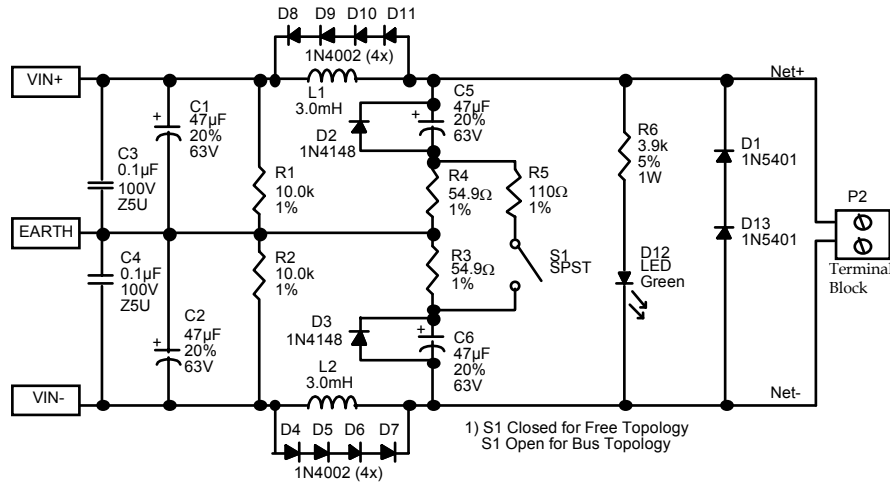 D8 D9 D10 D11
1N4002 (4x)
VIN+
Net+
L1
3.0mH
C1
+
47µF
20%
63V
C5
+
47µF
20%
63V
D2
1N4148
R6
3.9k
5%
1W
D1
1N5401
C3
0.1µF
100V
Z5U
R1
10.0k
1%
R4
54.9Ω
1%
R5
110Ω
1%
P2
EARTH
D13
1N5401
C4
0.1µF
100V
Z5U
R2
10.0k
1%
R3
54.9Ω
1%
S1
SPST
D12
LED
Green
Terminal
Block
C2
+
47µF
20%
63V
D3
1N4148
C6
+
47µF
20%
63V
L2
3.0mH
VIN-
Net-
D4 D5 D6 D7
1N4002 (4x)
1) S1 Closed for Free Topology
S1 Open for Bus Topology